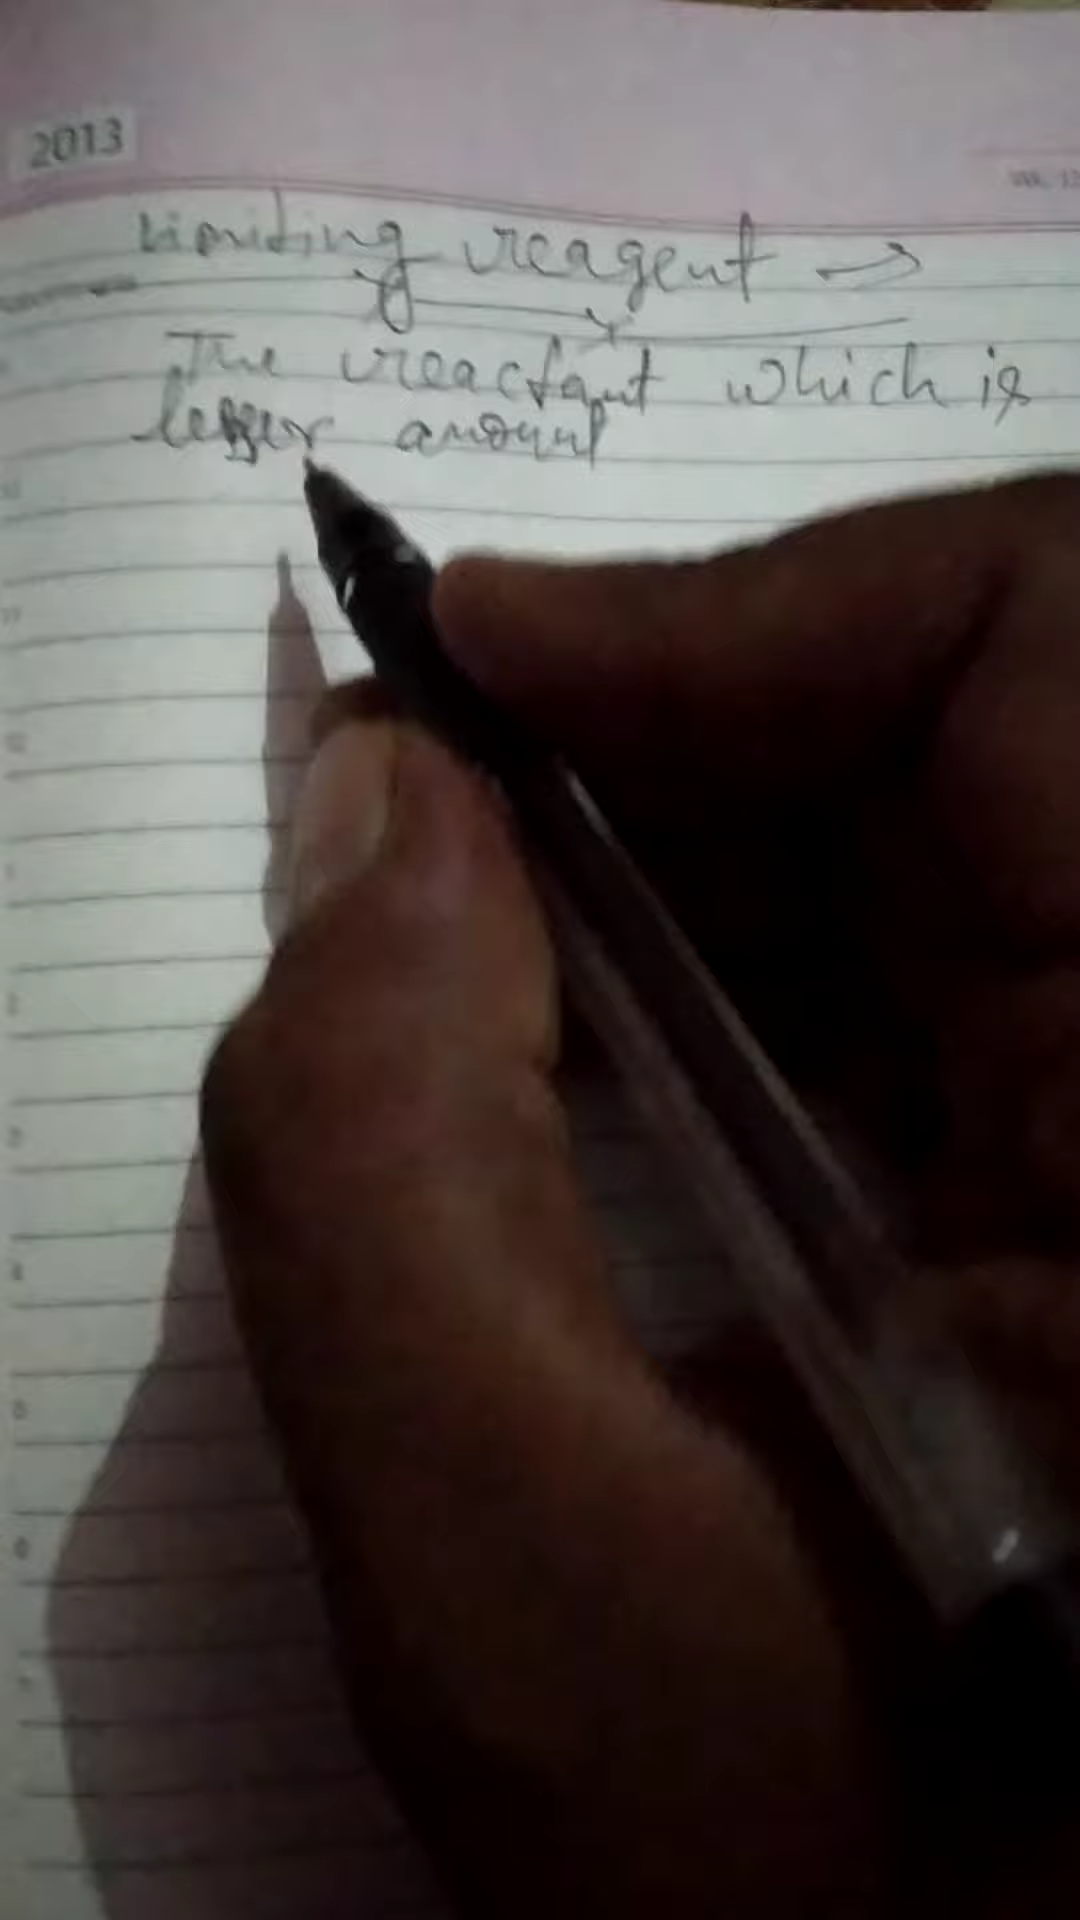 2013
Limiting reagent →
The reactant which is
lesser amount